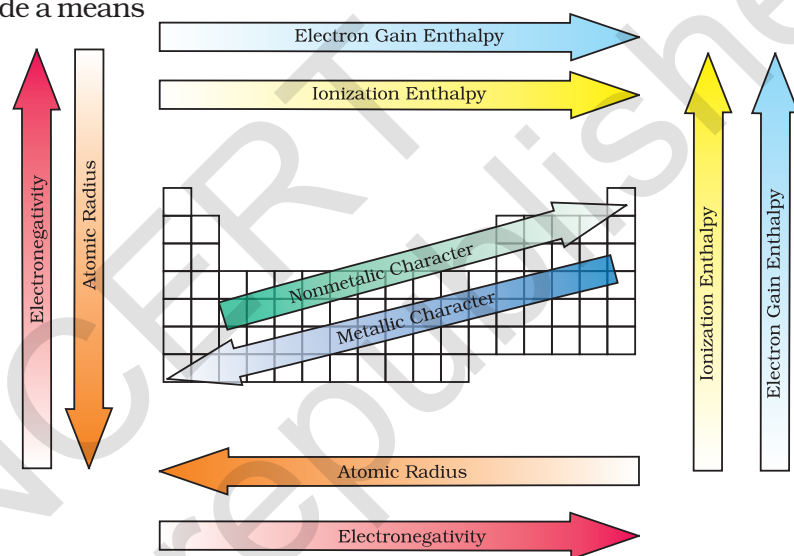 de a means
Electron Gain Enthalpy
Ionization Enthalpy
Electronegativity
Atomic Radius
Nonmetalic Character
Metallic Character
Ionization Enthalpy
Electron Gain Enthalpy
Atomic Radius
Electronegativity